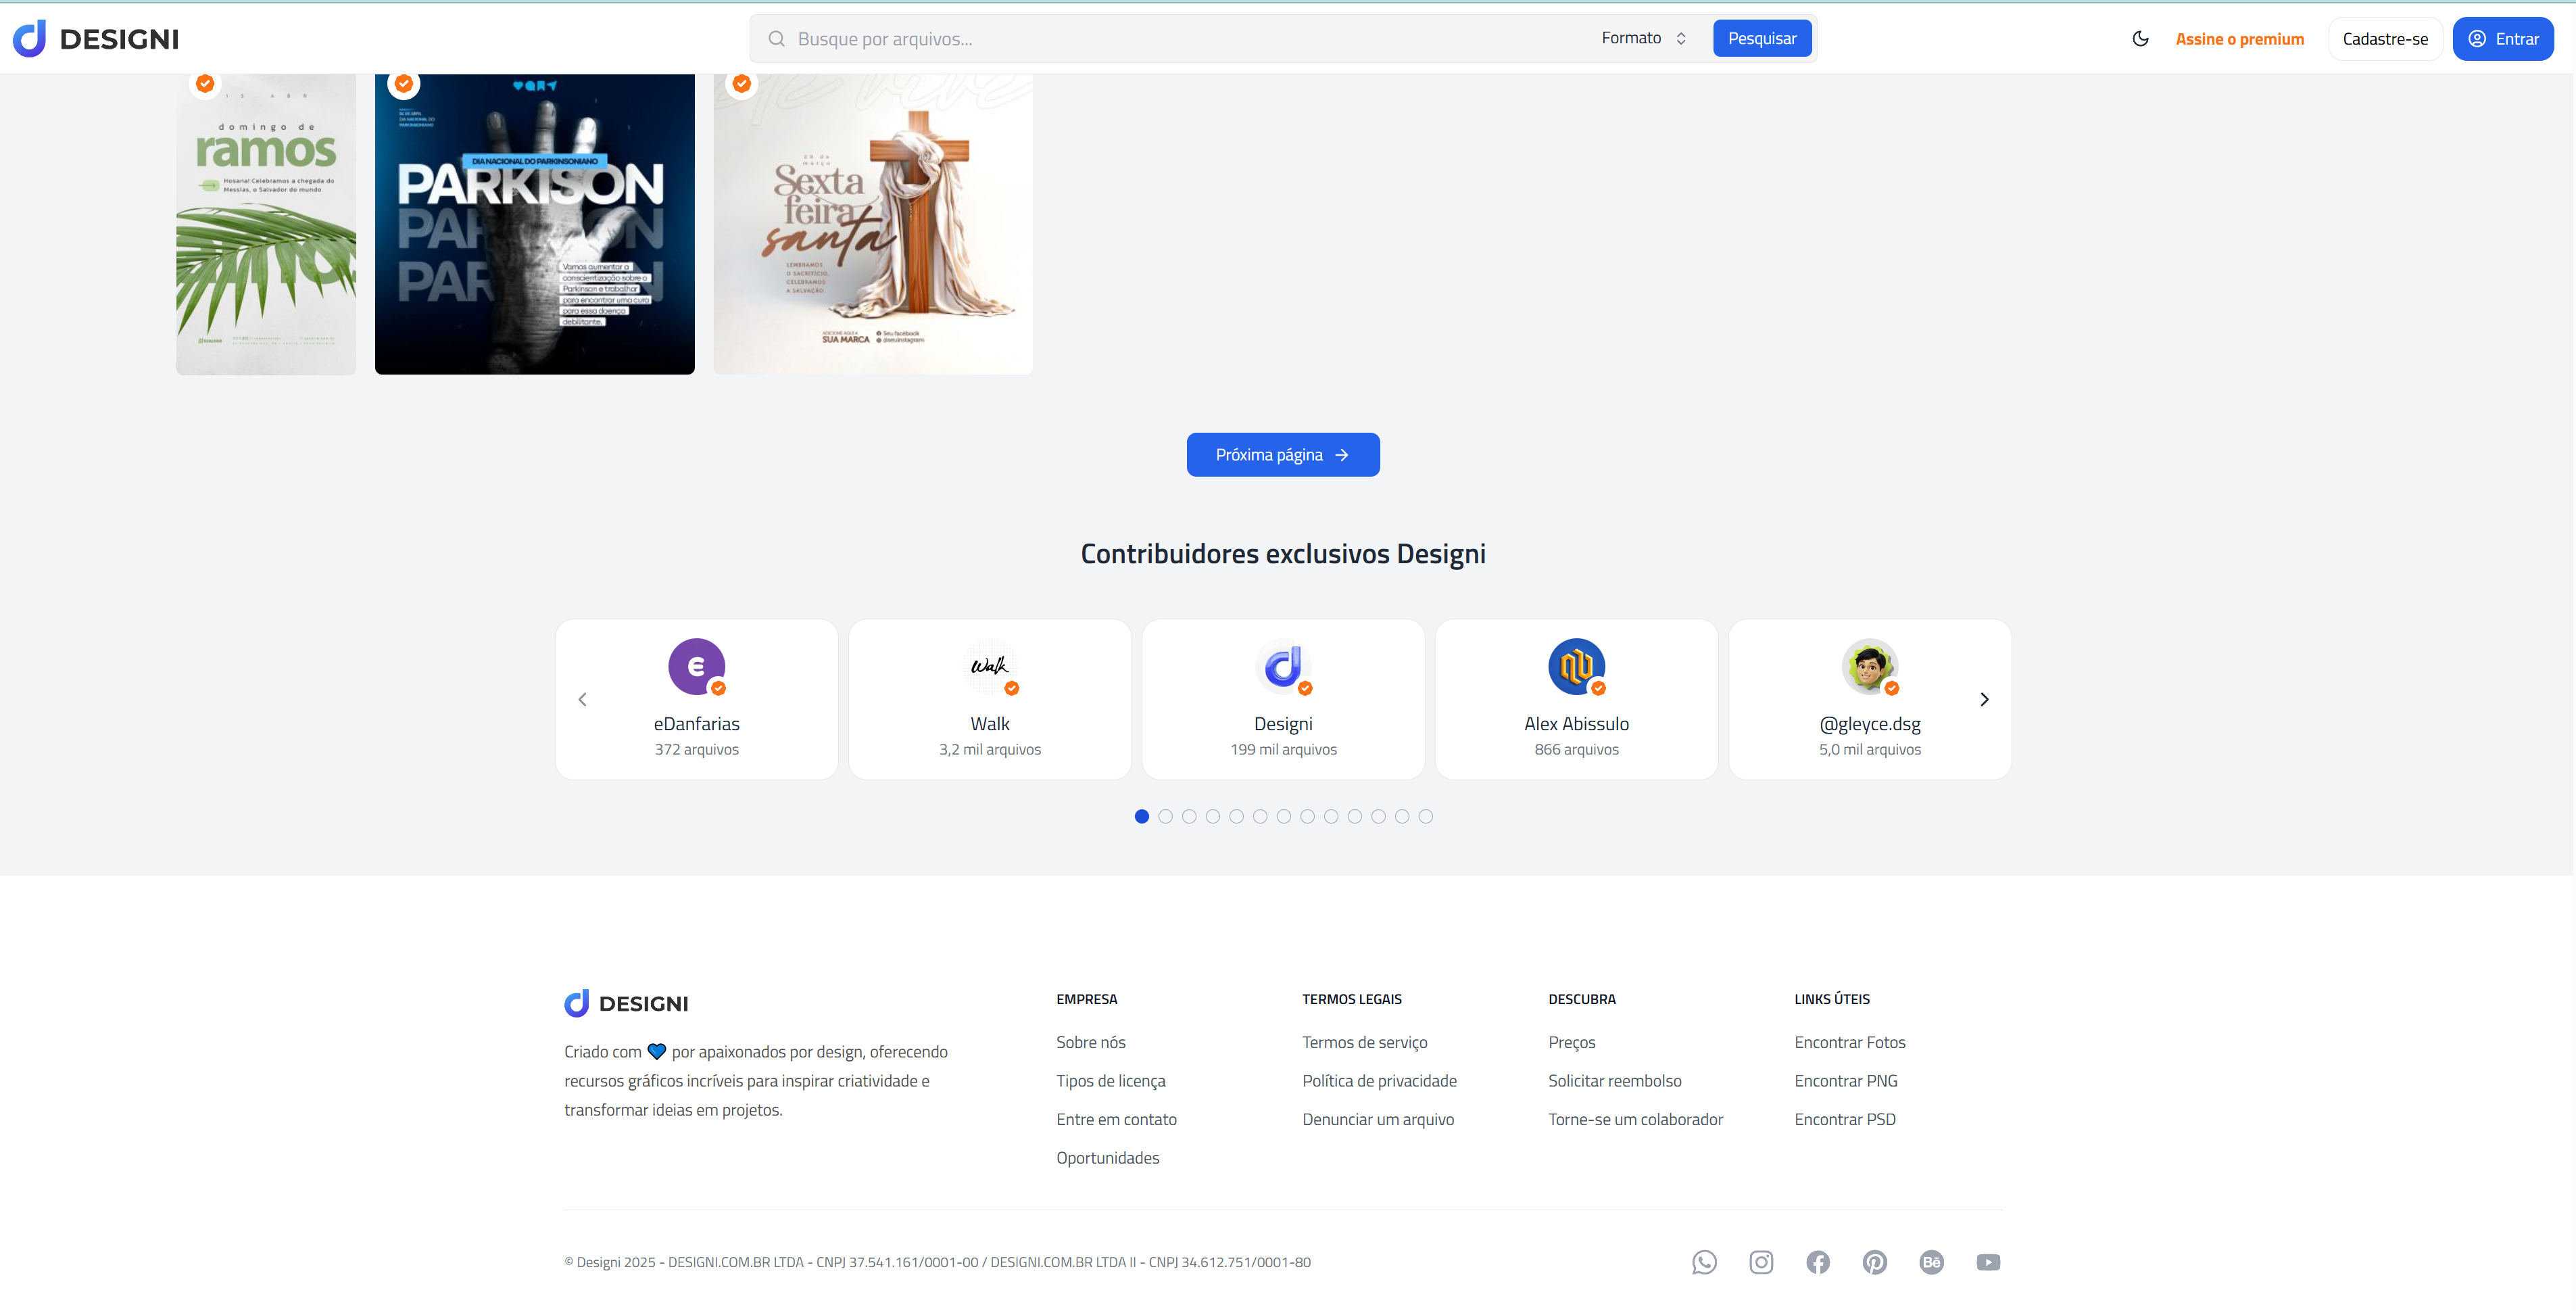 DESIGNI
Busque por arquivos...
Formato
Pesquisar
Assine o premium
Cadastre-se
Entrar
domingo de
ramos
Hosana! Celebramos a chegada do
Messias, o Salvador do mundo.
DIA NACIONAL DO PARKINSONIANO
PARKISON
Vamos aumentar a
conscientização sobre o
Parkinson e trabalhar
para encontrar uma cura
para essa doença
debilitante.
Sexta
feira
santa
LEMBRAMOS
O SACRIFÍCIO,
CELEBRAMOS
A SALVAÇÃO
ADICIONE AQUI A
SUA MARCA
Seu facebook
@seuinstagram
Próxima página
Contribuidores exclusivos Designi
eDanfarias
372 arquivos
Walk
Walk
3,2 mil arquivos
Designi
199 mil arquivos
Alex Abissulo
866 arquivos
@gleyce.dsg
5,0 mil arquivos
DESIGNI
Criado com 💙 por apaixonados por design, oferecendo
recursos gráficos incríveis para inspirar criatividade e
transformar ideias em projetos.
EMPRESA
Sobre nós
Tipos de licença
Entre em contato
Oportunidades
TERMOS LEGAIS
Termos de serviço
Política de privacidade
Denunciar um arquivo
DESCUBRA
Preços
Solicitar reembolso
Torne-se um colaborador
LINKS ÚTEIS
Encontrar Fotos
Encontrar PNG
Encontrar PSD
© Designi 2025 - DESIGNI.COM.BR LTDA - CNPJ 37.541.161/0001-00 / DESIGNI.COM.BR LTDA II - CNPJ 34.612.751/0001-80